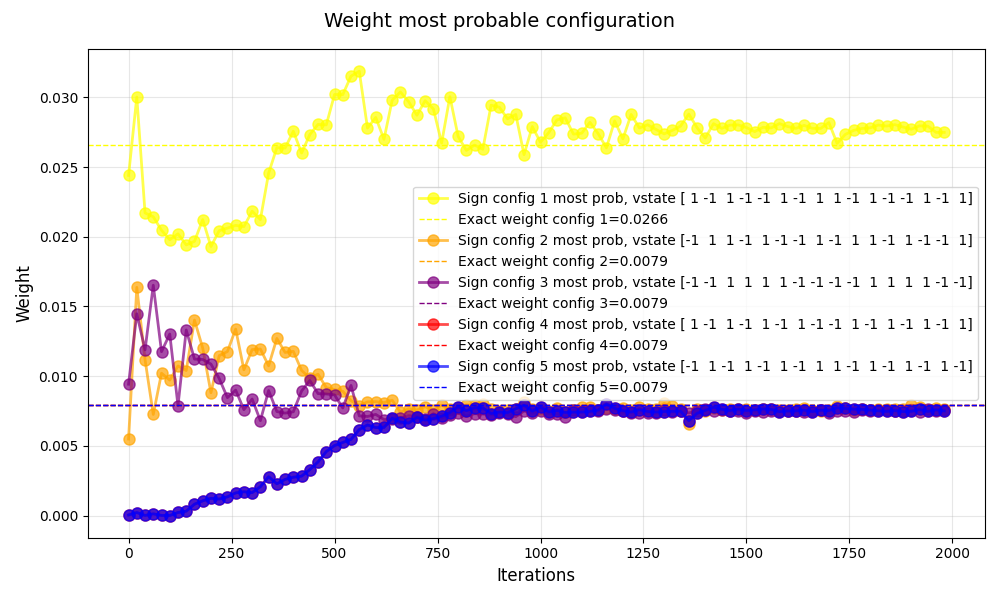 Weight most probable configuration
Weight
0.030
0.025
0.020
0.015
0.010
0.005
0.000
Sign config 1 most prob, vstate [ 1 -1  1  1 -1 -1  1 -1  1  1 -1  1 -1 -1  1 -1  1]
Exact weight config 1=0.0266
Sign config 2 most prob, vstate [-1  1  1 -1  1 -1 -1  1 -1  1  1 -1  1 -1 -1  1]
Exact weight config 2=0.0079
Sign config 3 most prob, vstate [-1 -1  1  1  1  1 -1 -1 -1 -1  1  1  1  1 -1 -1]
Exact weight config 3=0.0079
Sign config 4 most prob, vstate [ 1 -1  1  1 -1  1 -1 -1  1 -1  1 -1  1  1 -1  1]
Exact weight config 4=0.0079
Sign config 5 most prob, vstate [-1  1 -1  1 -1  1 -1  1  1 -1  1 -1  1 -1  1 -1]
Exact weight config 5=0.0079
0
250
500
750
1000
1250
1500
1750
2000
Iterations